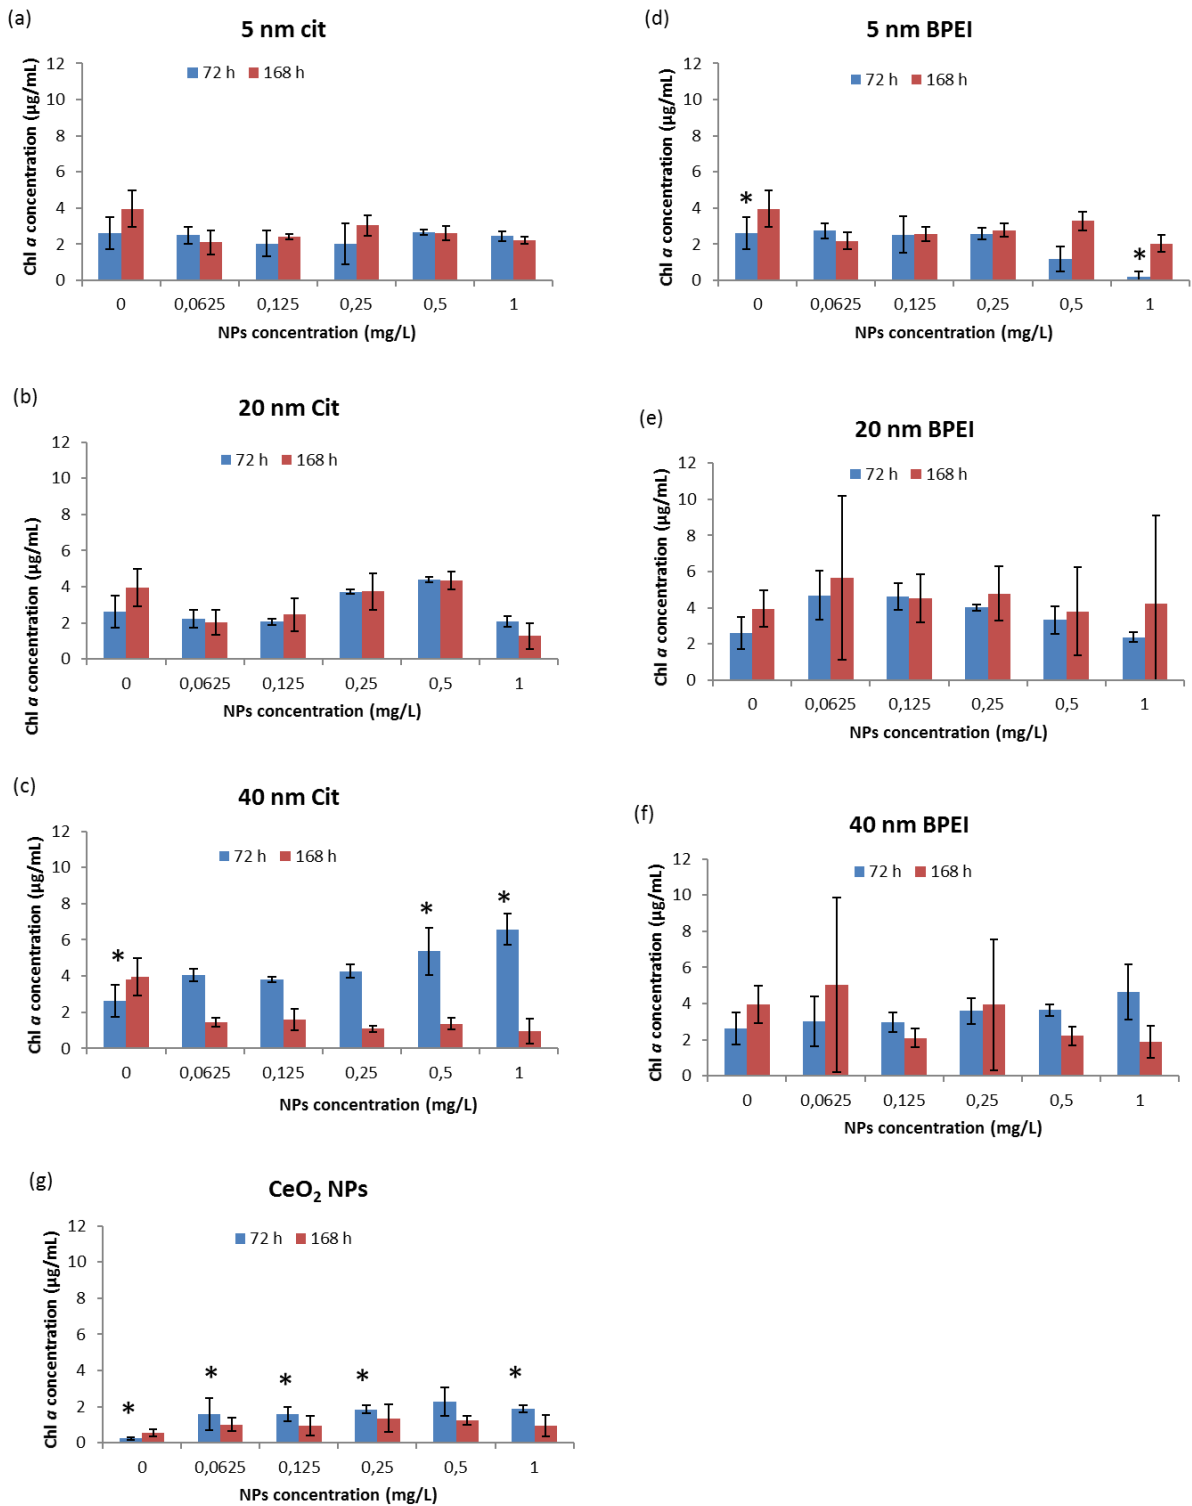 (a)
5 nm cit
72 h 168 h
Chl a concentration (µg/mL)
12
10
8
6
4
2
0
0 0,0625 0,125 0,25 0,5 1
NPs concentration (mg/L)
(d)
5 nm BPEI
72 h 168 h
Chl a concentration (µg/mL)
12
10
8
6
4
2
0
*
*
0 0,0625 0,125 0,25 0,5 1
NPs concentration (mg/L)
(b)
20 nm Cit
72 h 168 h
Chl a concentration (µg/mL)
12
10
8
6
4
2
0
0 0,0625 0,125 0,25 0,5 1
NPs concentration (mg/L)
(e)
20 nm BPEI
72 h 168 h
Chl a concentration (µg/mL)
12
10
8
6
4
2
0
0 0,0625 0,125 0,25 0,5 1
NPs concentration (mg/L)
(c)
40 nm Cit
72 h 168 h
Chl a concentration (µg/mL)
12
10
8
6
4
2
0
* * *
0 0,0625 0,125 0,25 0,5 1
NPs concentration (mg/L)
(f)
40 nm BPEI
72 h 168 h
Chl a concentration (µg/mL)
12
10
8
6
4
2
0
0 0,0625 0,125 0,25 0,5 1
NPs concentration (mg/L)
(g)
CeO₂ NPs
72 h 168 h
Chl a concentration (µg/mL)
12
10
8
6
4
2
0
* * * * *
0 0,0625 0,125 0,25 0,5 1
NPs concentration (mg/L)